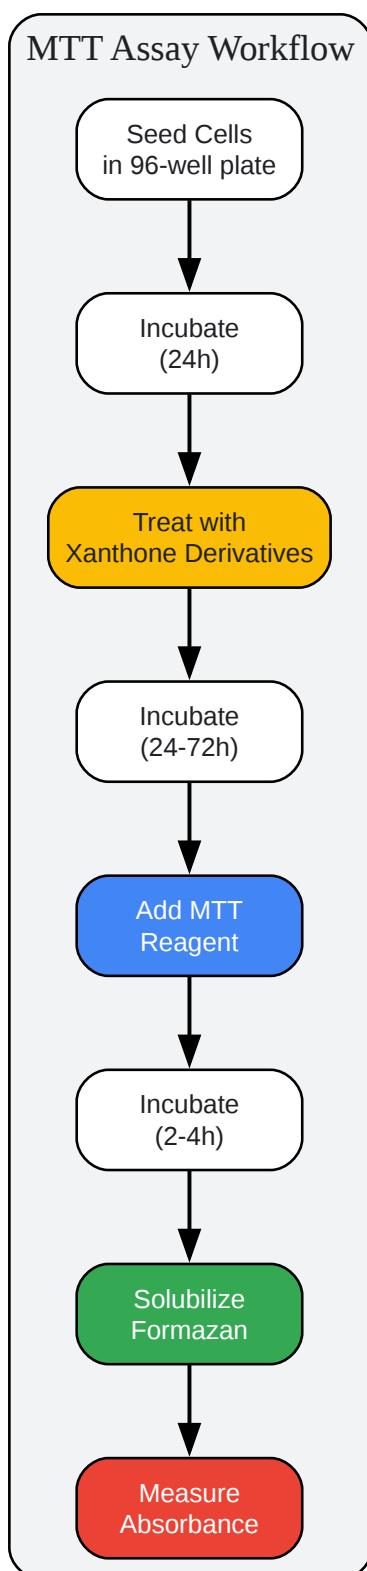 MTT Assay Workflow
Seed Cells
in 96-well plate
Incubate
(24h)
Treat with
Xanthone Derivatives
Incubate
(24-72h)
Add MTT
Reagent
Incubate
(2-4h)
Solubilize
Formazan
Measure
Absorbance